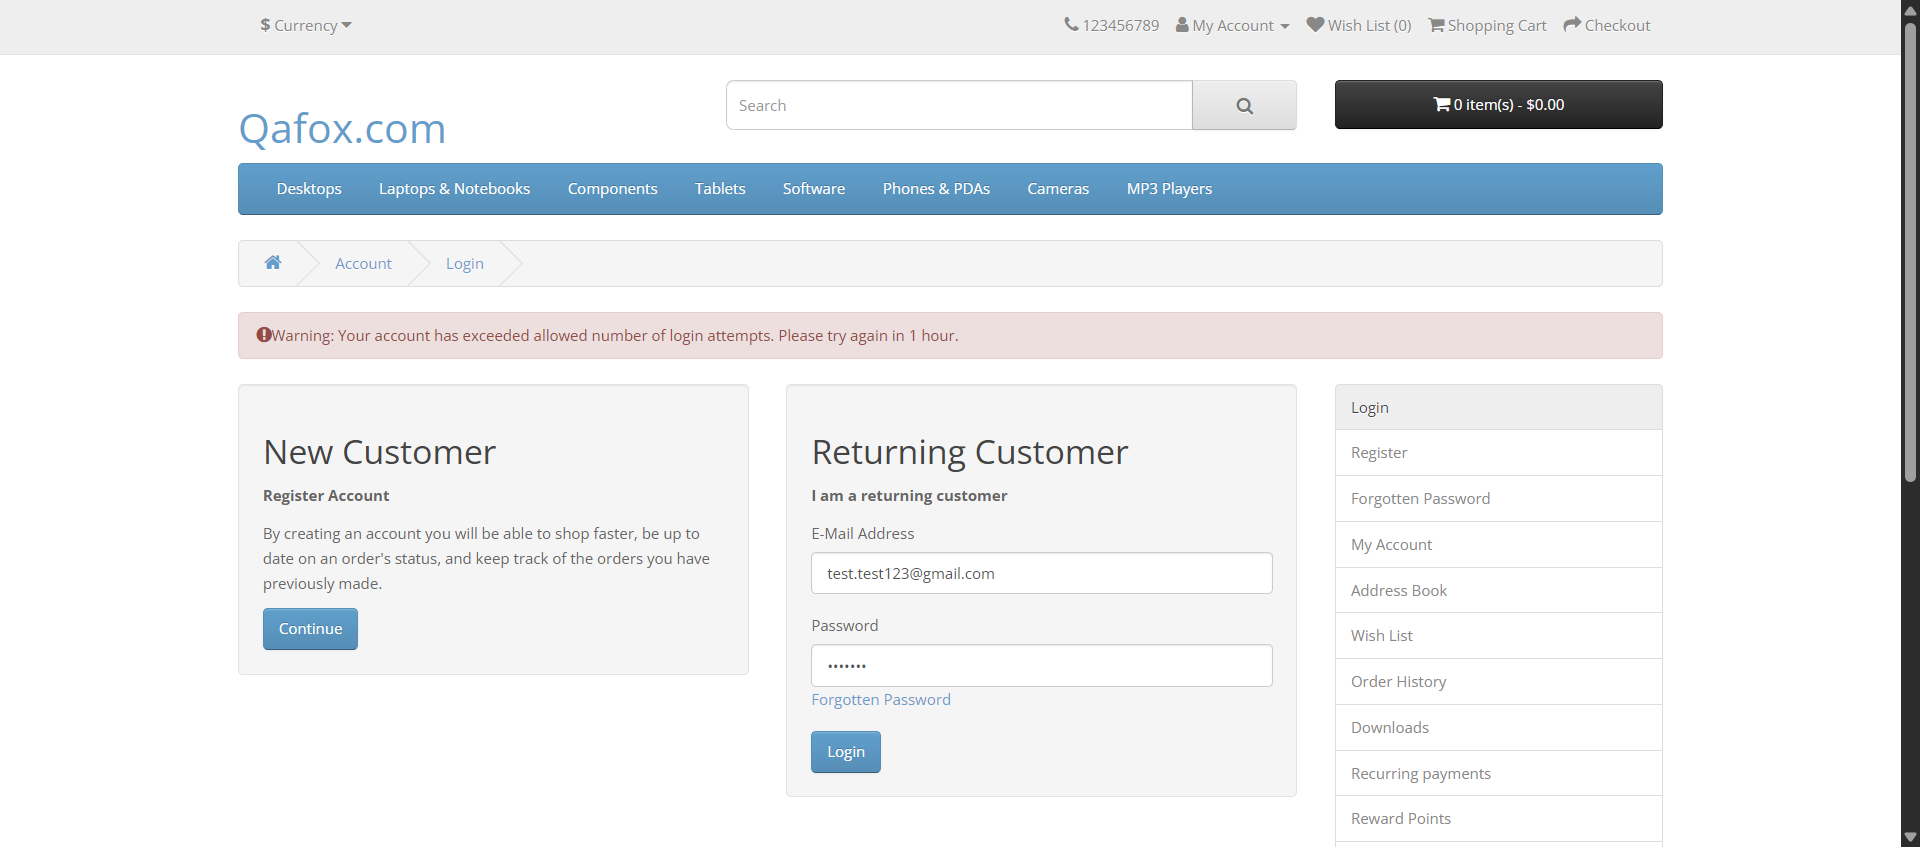 $ Currency
123456789 My Account Wish List (0) Shopping Cart Checkout
Qafox.com
Search
0 item(s) - $0.00
Desktops Laptops & Notebooks Components Tablets Software Phones & PDAs Cameras MP3 Players
Account Login
Warning: Your account has exceeded allowed number of login attempts. Please try again in 1 hour.
New Customer
Register Account
By creating an account you will be able to shop faster, be up to
date on an order's status, and keep track of the orders you have
previously made.
Continue
Returning Customer
I am a returning customer
E-Mail Address
test.test123@gmail.com
Password
•••••••
Forgotten Password
Login
Login
Register
Forgotten Password
My Account
Address Book
Wish List
Order History
Downloads
Recurring payments
Reward Points